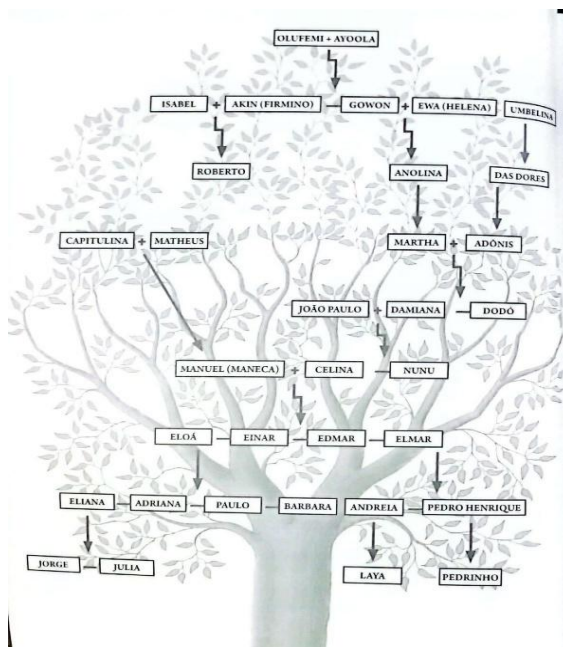 OLUFEMI + AYOOLA
ISABEL + AKIN (FIRMINO) — GOWON + EWA (HELENA) UMBELINA
ROBERTO ANOLINA DAS DORES
CAPITULINA + MATHEUS MARTHA + ADÔNIS
JOÃO PAULO + DAMIANA — DODÓ
MANUEL (MANECA) + CELINA — NUNU
ELOÁ — EINAR — EDMAR — ELMAR
ELIANA — ADRIANA — PAULO — BARBARA ANDREIA — PEDRO HENRIQUE
JORGE — JULIA LAYA PEDRINHO